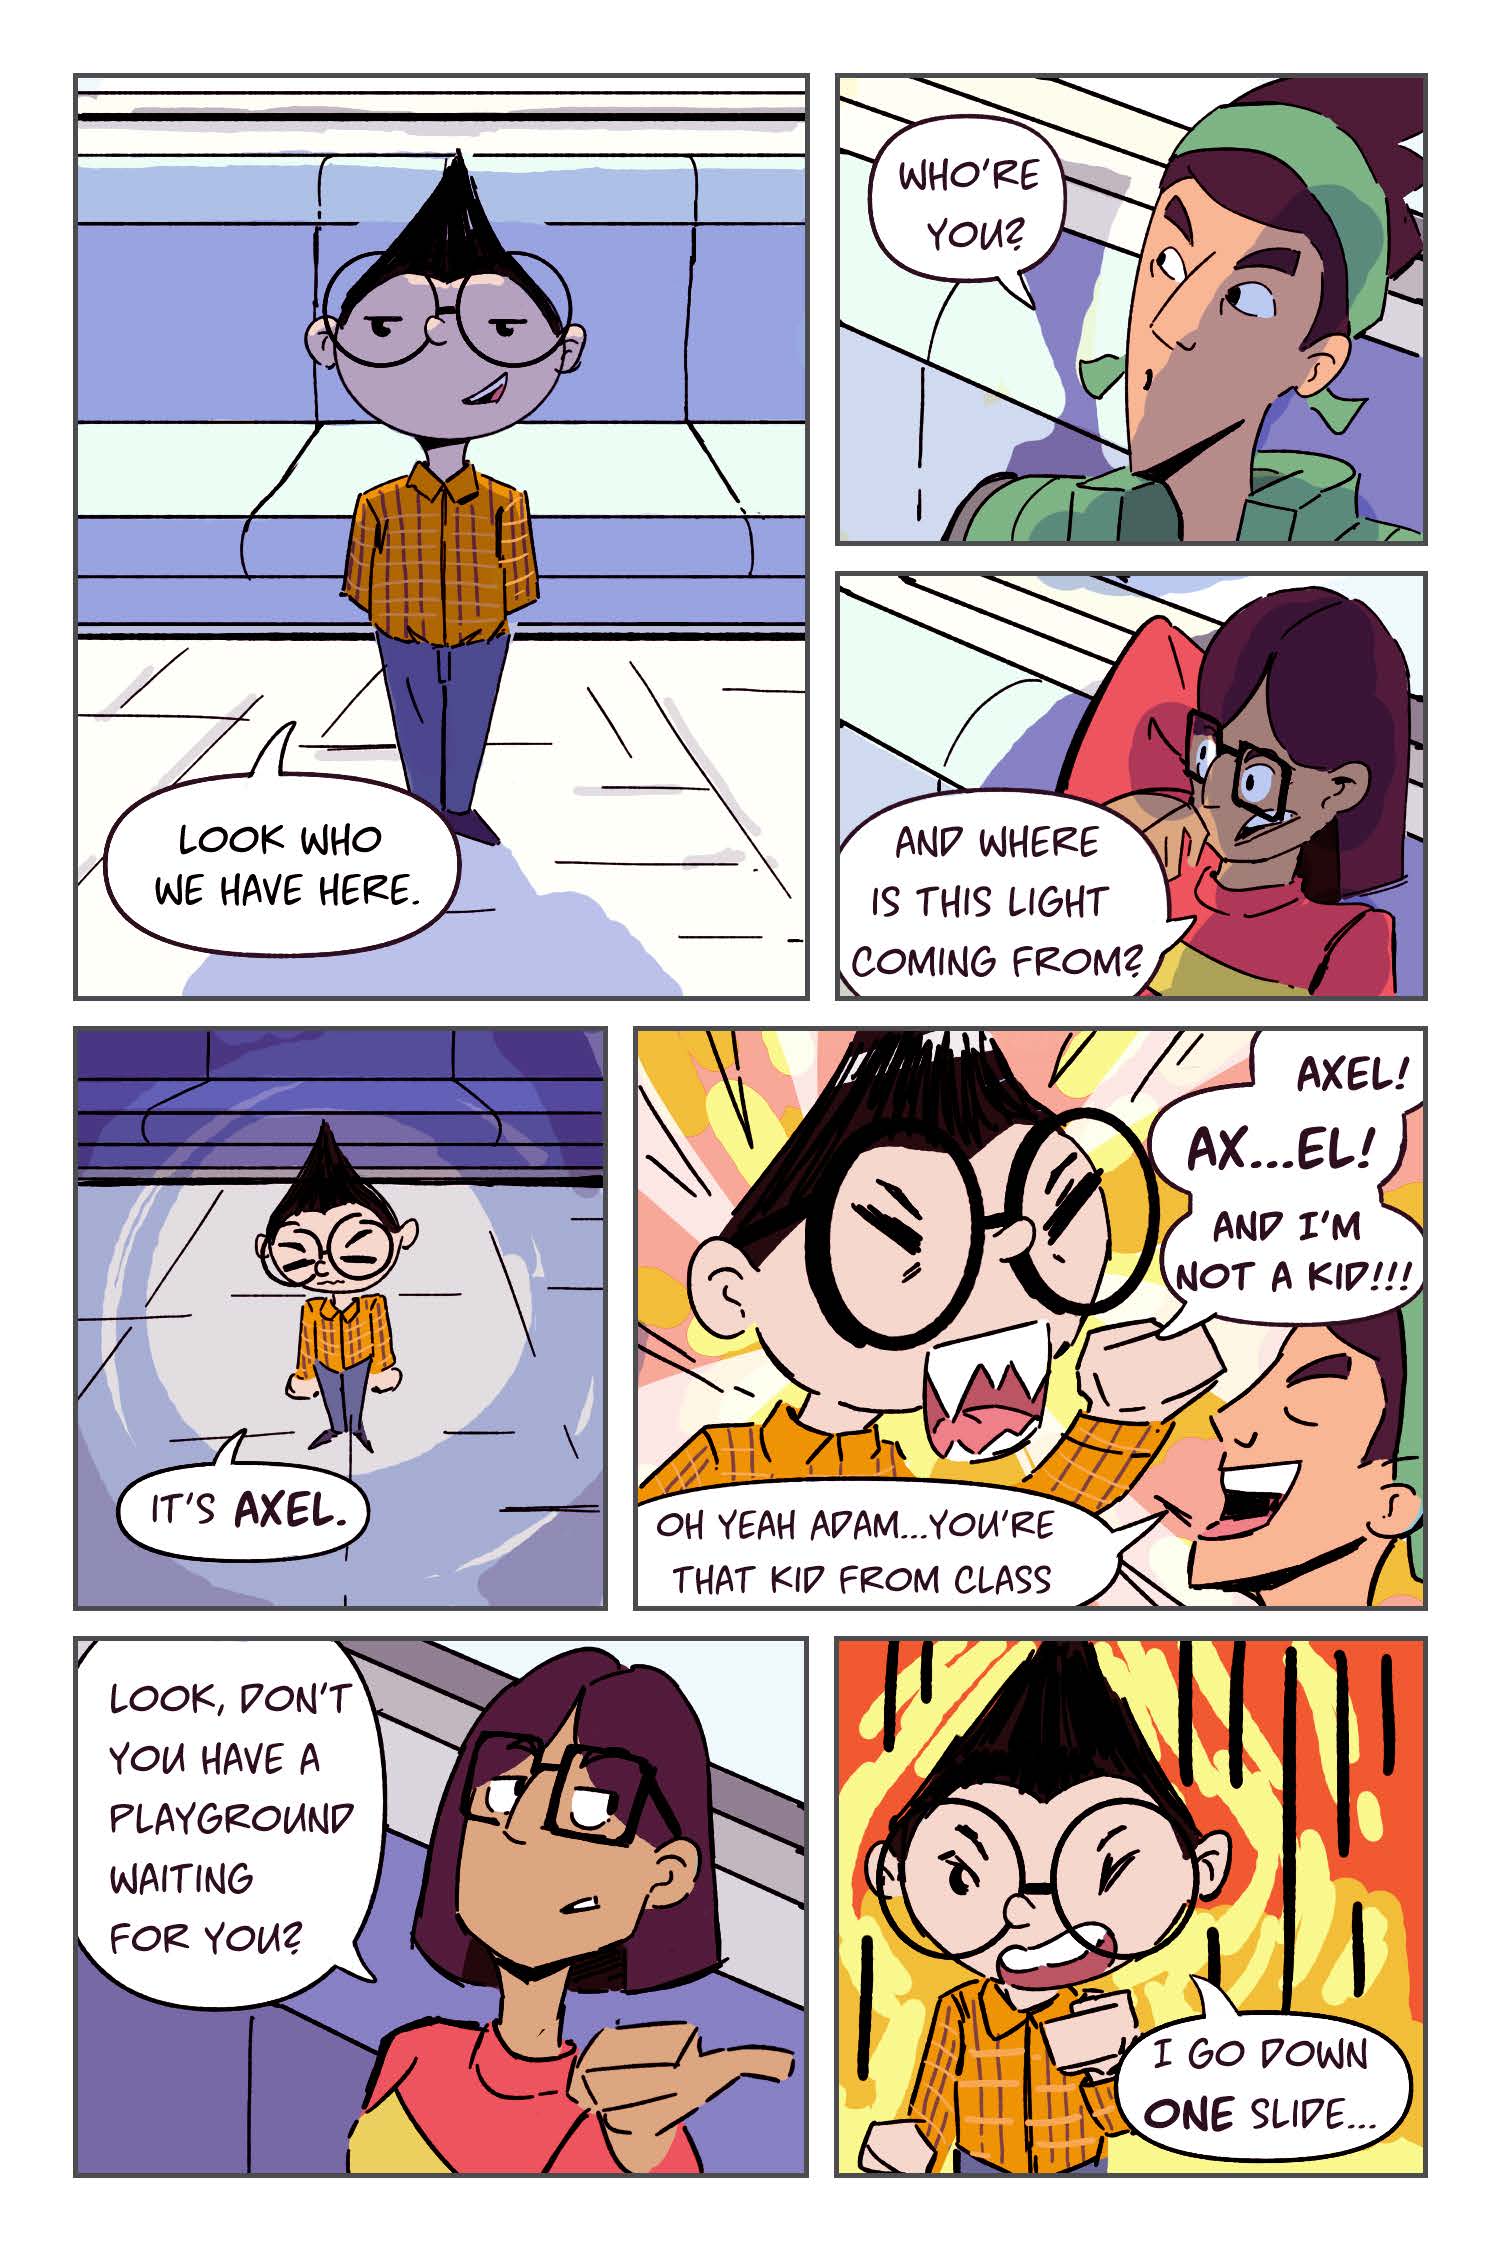 LOOK WHO
WE HAVE HERE.
WHO'RE
YOU?
AND WHERE
IS THIS LIGHT
COMING FROM?
IT'S AXEL.
OH YEAH ADAM...YOU'RE
THAT KID FROM CLASS
AXEL!
AX...EL!
AND I'M
NOT A KID!!!
LOOK, DON'T
YOU HAVE A
PLAYGROUND
WAITING
FOR YOU?
I GO DOWN
ONE SLIDE...